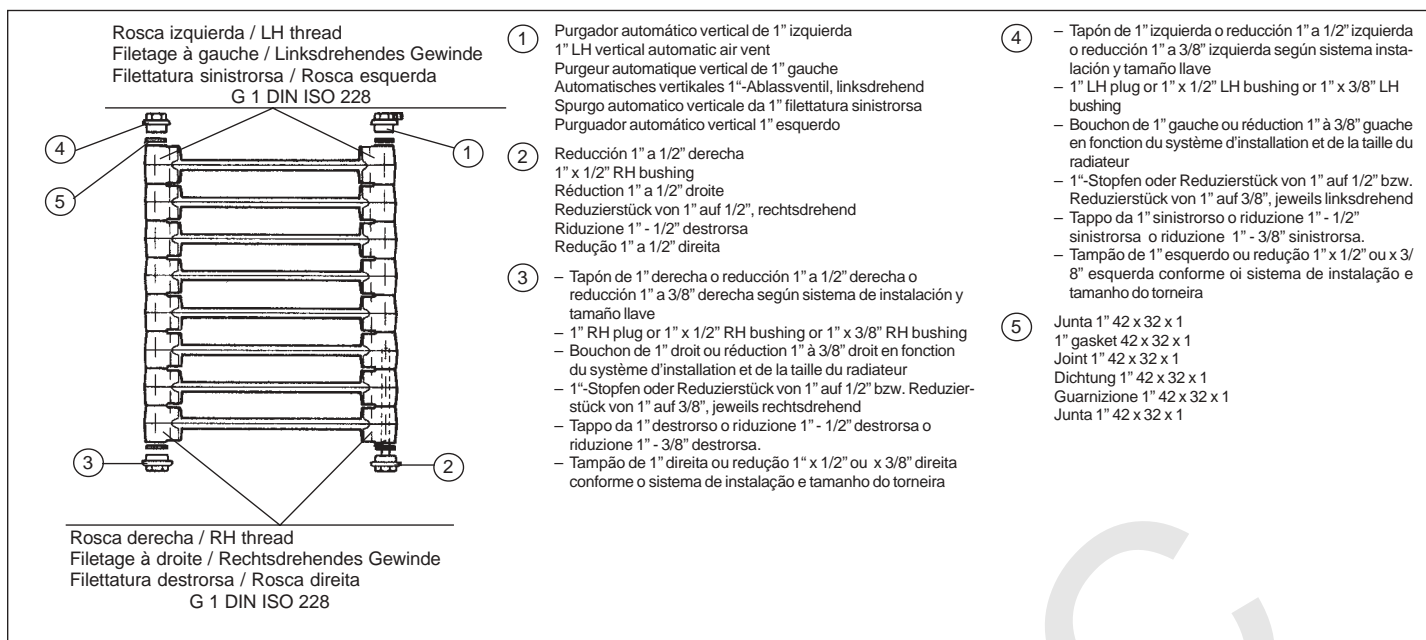 Rosca izquierda / LH thread
Filetage à gauche / Linksdrehendes Gewinde
Filettatura sinistrorsa / Rosca esquerda
G 1 DIN ISO 228
4
5
1
3
2
Rosca derecha / RH thread
Filetage à droite / Rechtsdrehendes Gewinde
Filettatura destrorsa / Rosca direita
G 1 DIN ISO 228
1
Purgador automático vertical de 1” izquierda
1” LH vertical automatic air vent
Purgeur automatique vertical de 1” gauche
Automatisches vertikales 1“-Ablassventil, linksdrehend
Spurgo automatico verticale da 1” filettatura sinistrorsa
Purguador automático vertical 1” esquerdo
2
Reducción 1” a 1/2” derecha
1” x 1/2” RH bushing
Réduction 1” a 1/2” droite
Reduzierstück von 1” auf 1/2”, rechtsdrehend
Riduzione 1” - 1/2” destrorsa
Redução 1” a 1/2” direita
3
– Tapón de 1” derecha o reducción 1” a 1/2” derecha o
reducción 1” a 3/8” derecha según sistema de instalación y
tamaño llave
– 1” RH plug or 1” x 1/2” RH bushing or 1” x 3/8” RH bushing
– Bouchon de 1” droit ou réduction 1” à 3/8” droit en fonction
du système d’installation et de la taille du radiateur
– 1“-Stopfen oder Reduzierstück von 1” auf 1/2” bzw. Reduzier-
stück von 1” auf 3/8”, jeweils rechtsdrehend
– Tappo da 1” destrorso o riduzione 1” - 1/2” destrorsa o
riduzione 1” - 3/8” destrorsa.
– Tampão de 1” direita ou redução 1“ x 1/2” ou x 3/8” direita
conforme o sistema de instalação e tamanho do torneira
4
– Tapón de 1” izquierda o reducción 1” a 1/2” izquierda
o reducción 1” a 3/8” izquierda según sistema insta-
lación y tamaño llave
– 1” LH plug or 1” x 1/2” LH bushing or 1” x 3/8” LH
bushing
– Bouchon de 1” gauche ou réduction 1” à 3/8” guache
en fonction du système d’installation et de la taille du
radiateur
– 1“-Stopfen oder Reduzierstück von 1” auf 1/2” bzw.
Reduzierstück von 1” auf 3/8”, jeweils linksdrehend
– Tappo da 1” sinistrorso o riduzione 1” - 1/2”
sinistrorsa o riduzione 1” - 3/8” sinistrorsa.
– Tampão de 1” esquerdo ou redução 1” x 1/2” ou x 3/
8” esquerda conforme oi sistema de instalação e
tamanho do torneira
5
Junta 1” 42 x 32 x 1
1” gasket 42 x 32 x 1
Joint 1” 42 x 32 x 1
Dichtung 1” 42 x 32 x 1
Guarnizione 1” 42 x 32 x 1
Junta 1” 42 x 32 x 1